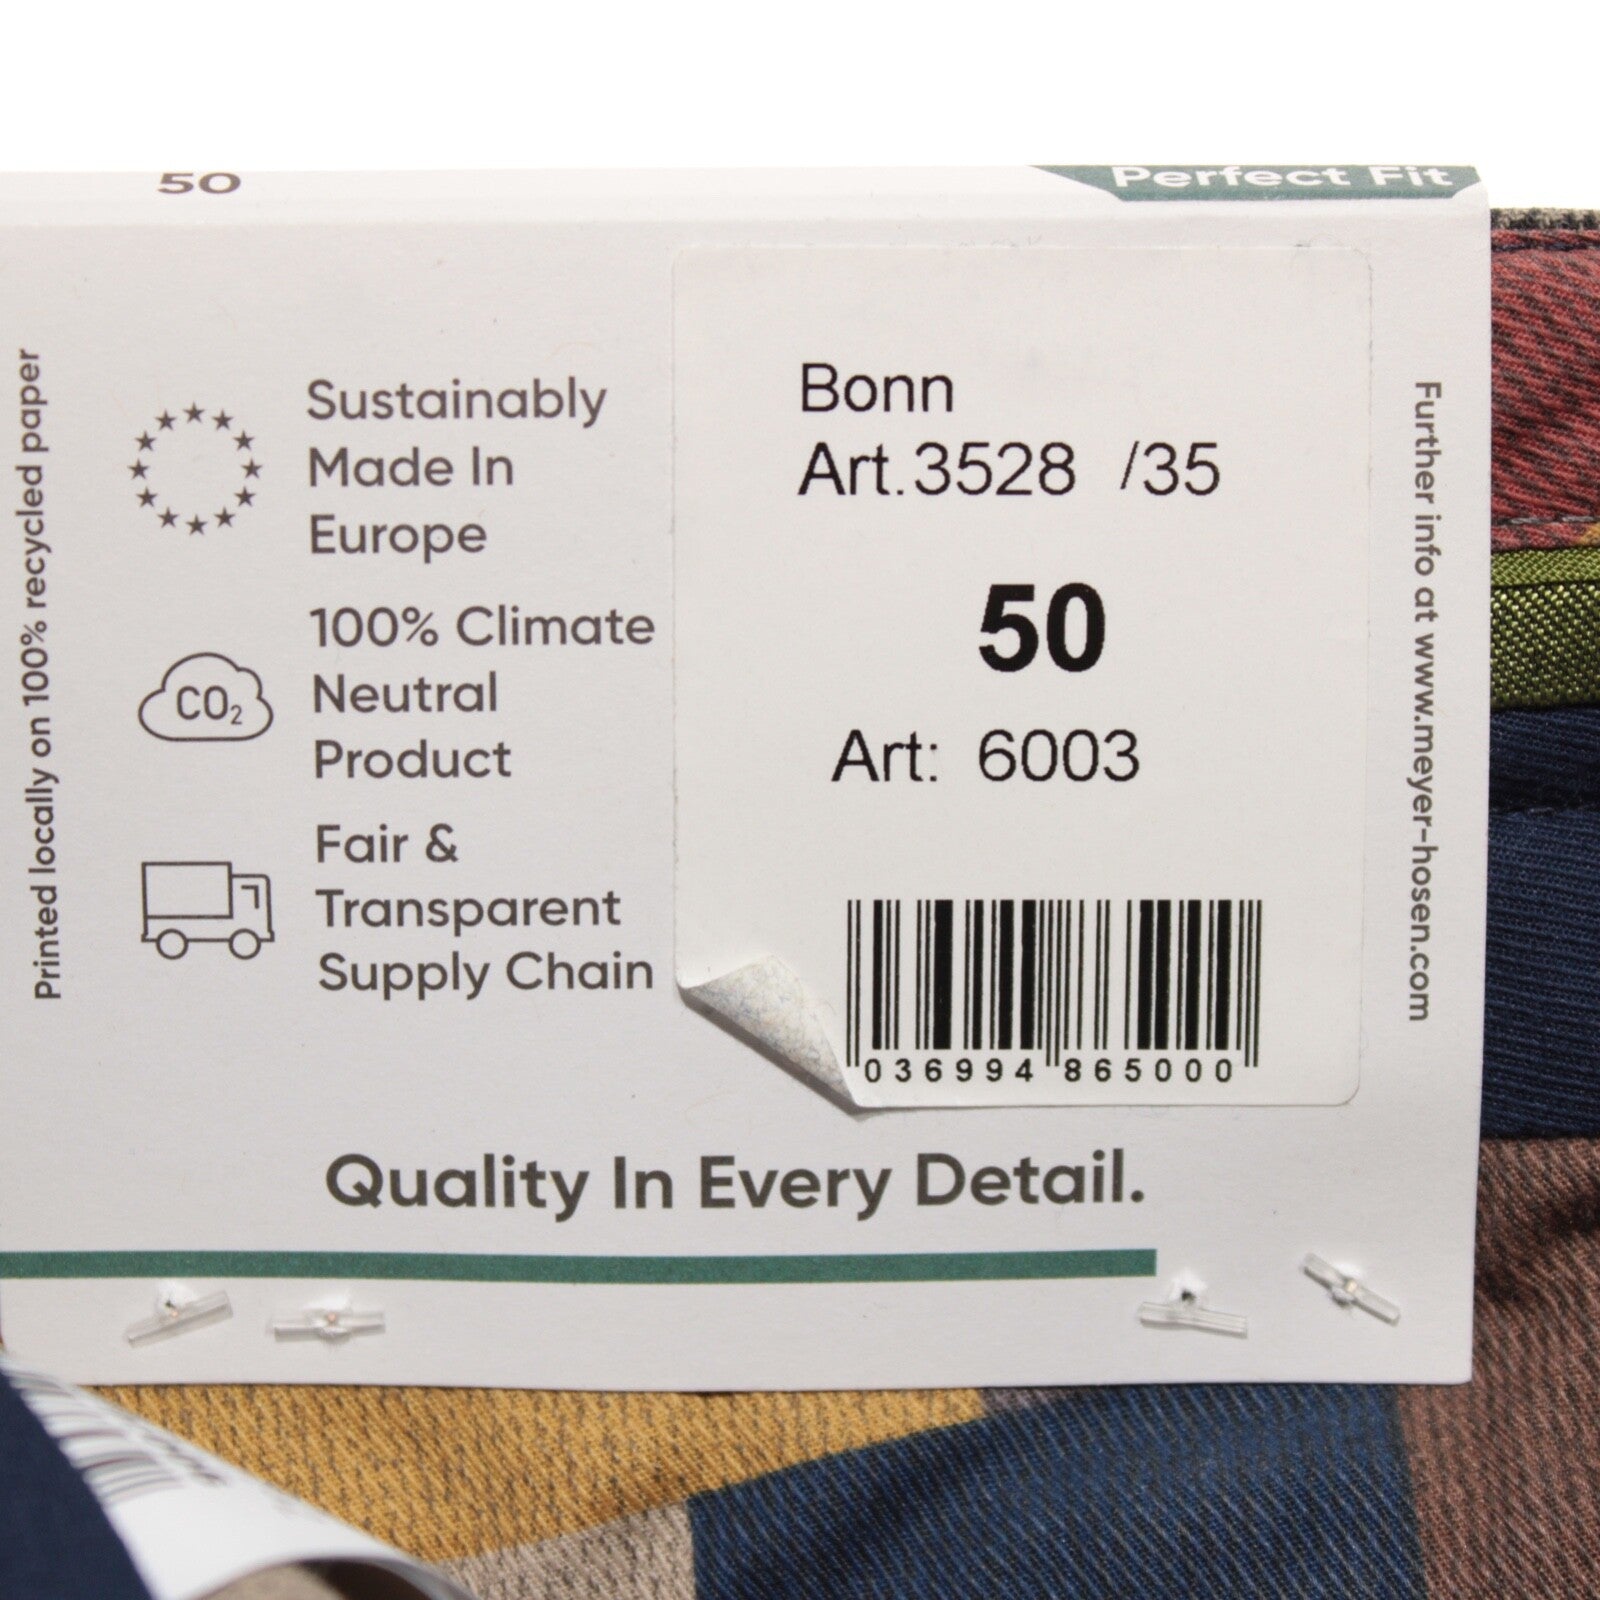 50
Perfect Fit
Printed locally on 100% recycled paper
Sustainably
Made In
Europe
CO₂
100% Climate
Neutral
Product
Fair &
Transparent
Supply Chain
Bonn
Art.3528 /35
50
Art: 6003
036994 865000
Further info at www.meyer-hosen.com
Quality In Every Detail.